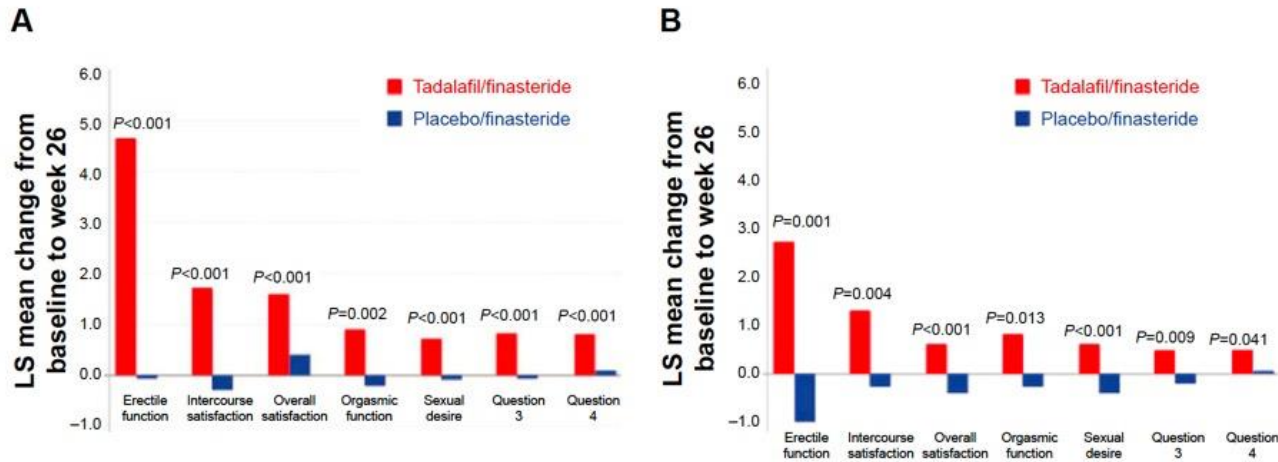 A
LS mean change from
baseline to week 26
6.0
5.0
4.0
3.0
2.0
1.0
0.0
–1.0
Tadalafil/finasteride
Placebo/finasteride
P<0.001
P<0.001
P<0.001
P=0.002
P<0.001
P<0.001
P<0.001
Erectile
function
Intercourse
satisfaction
Overall
satisfaction
Orgasmic
function
Sexual
desire
Question
3
Question
4
B
LS mean change from
baseline to week 26
6.0
5.0
4.0
3.0
2.0
1.0
0.0
–1.0
Tadalafil/finasteride
Placebo/finasteride
P=0.001
P=0.004
P<0.001
P=0.013
P<0.001
P=0.009
P=0.041
Erectile
function
Intercourse
satisfaction
Overall
satisfaction
Orgasmic
function
Sexual
desire
Question
3
Question
4